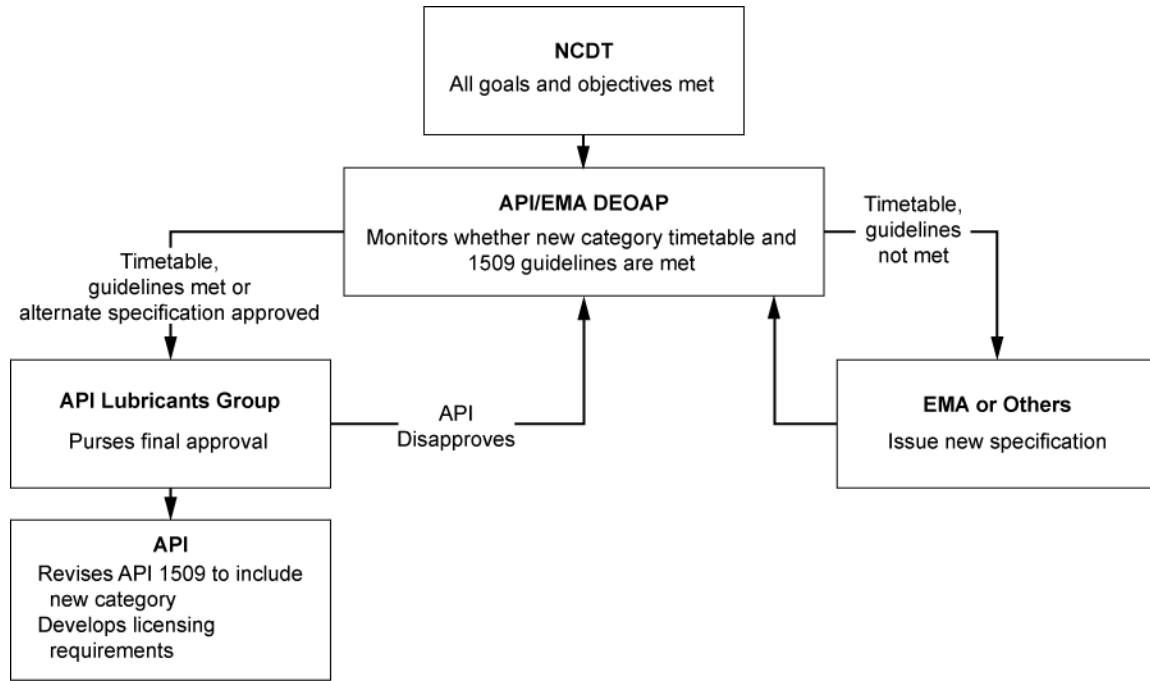 NCDT
All goals and objectives met
API/EMA DEOAP
Monitors whether new category timetable and
1509 guidelines are met
Timetable,
guidelines
not met
Timetable,
guidelines met or
alternate specification approved
API Lubricants Group
Purses final approval
API
Disapproves
EMA or Others
Issue new specification
API
Revises API 1509 to include
new category
Develops licensing
requirements